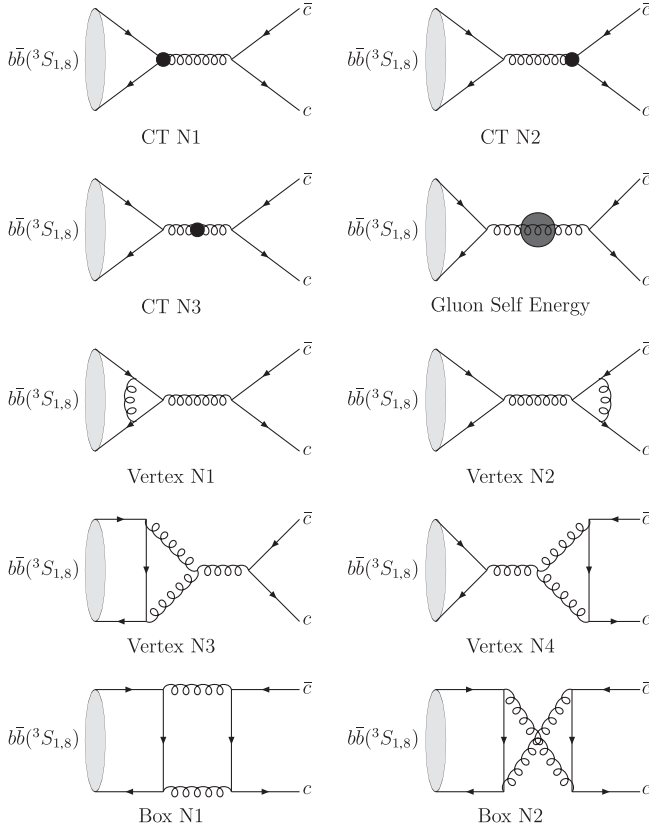 c̅
c̅
bb̅(³S₁,₈)
bb̅(³S₁,₈)
c
c
CT N1
CT N2
c̅
c̅
bb̅(³S₁,₈)
bb̅(³S₁,₈)
c
c
CT N3
Gluon Self Energy
c̅
c̅
bb̅(³S₁,₈)
bb̅(³S₁,₈)
c
c
Vertex N1
Vertex N2
c̅
c̅
bb̅(³S₁,₈)
bb̅(³S₁,₈)
c
c
Vertex N3
Vertex N4
c̅
c̅
bb̅(³S₁,₈)
bb̅(³S₁,₈)
c
c
Box N1
Box N2